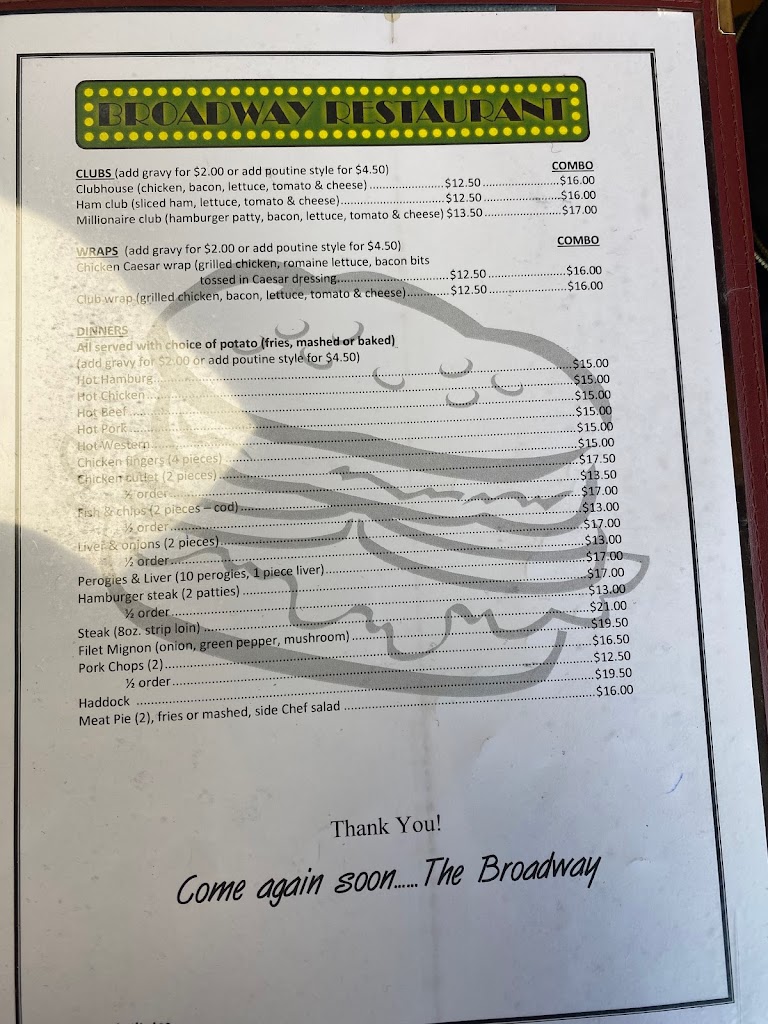 BROADWAY RESTAURANT
CLUBS (add gravy for $2.00 or add poutine style for $4.50) COMBO
Clubhouse (chicken, bacon, lettuce, tomato & cheese) $12.50 $16.00
Ham club (sliced ham, lettuce, tomato & cheese) $12.50 $16.00
Millionaire club (hamburger patty, bacon, lettuce, tomato & cheese) $13.50 $17.00
WRAPS (add gravy for $2.00 or add poutine style for $4.50) COMBO
Chicken Caesar wrap (grilled chicken, romaine lettuce, bacon bits
tossed in Caesar dressing $12.50 $16.00
Club wrap (grilled chicken, bacon, lettuce, tomato & cheese) $12.50 $16.00
DINNERS
All served with choice of potato (fries, mashed or baked)
(add gravy for $2.00 or add poutine style for $4.50)
Hot Hamburg $15.00
Hot Chicken $15.00
Hot Beef $15.00
Hot Pork $15.00
Hot Western $15.00
Chicken fingers (4 pieces) $15.00
Chicken cutlet (2 pieces) $17.50
½ order $13.50
Fish & chips (2 pieces – cod) $17.00
½ order $13.00
Liver & onions (2 pieces) $17.00
½ order $13.00
Perogies & Liver (10 perogies, 1 piece liver) $17.00
Hamburger steak (2 patties) $17.00
½ order $13.00
Steak (8oz. strip loin) $21.00
Filet Mignon (onion, green pepper, mushroom) $19.50
Pork Chops (2) $16.50
½ order $12.50
Haddock $19.50
Meat Pie (2), fries or mashed, side Chef salad $16.00
Thank You!
Come again soon......The Broadway